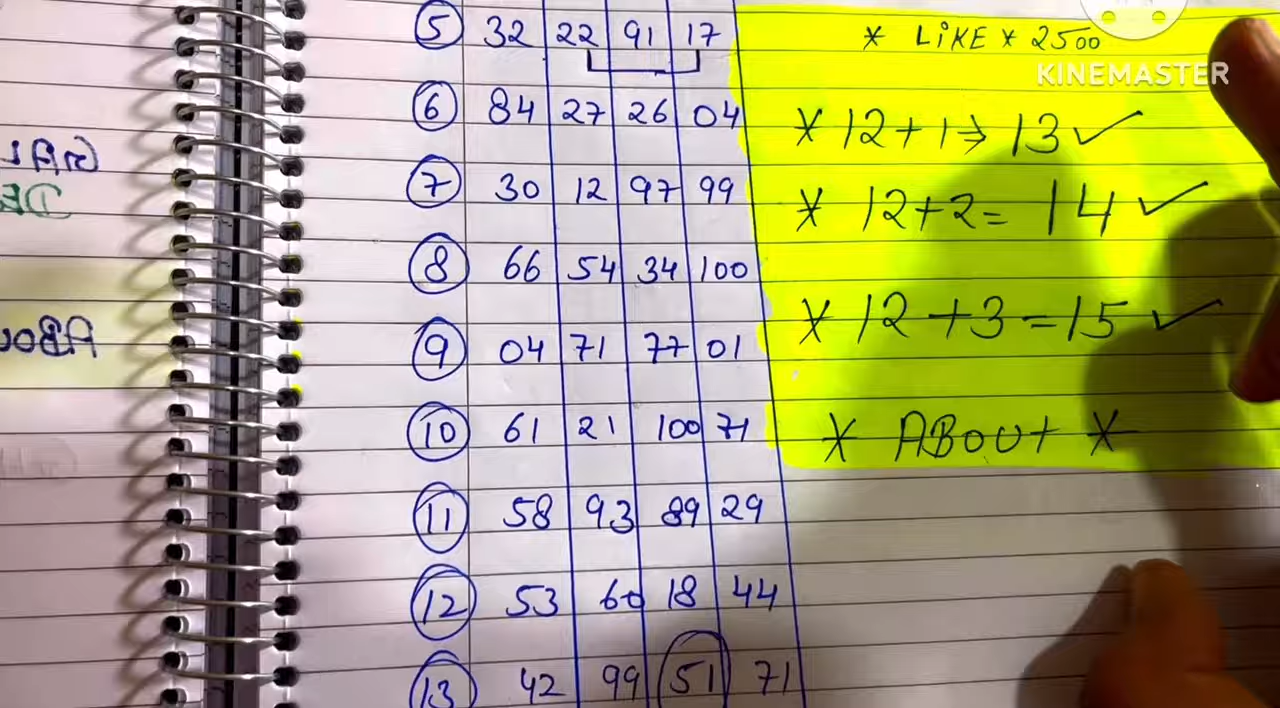 5 32 22 91 17
6 84 27 26 04
7 30 12 97 99
8 66 54 34 100
9 04 71 77 01
10 61 21 100 71
11 58 93 89 29
12 53 60 18 44
13 42 99 51 71
* LiKE * 2500
KINEMASTER
* 12+1→ 13 ✓
* 12+2= 14 ✓
* 12+3=15 ✓
* ABOUt *